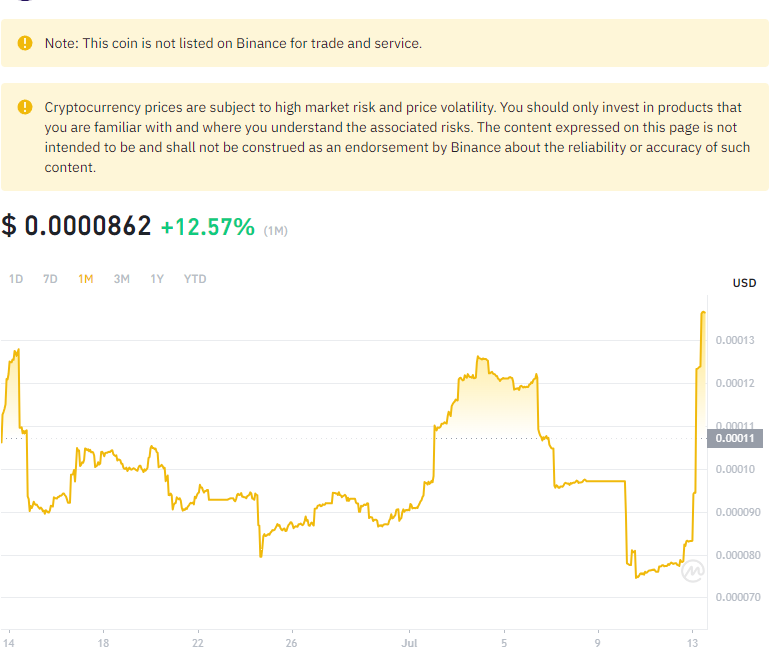 Note: This coin is not listed on Binance for trade and service.
Cryptocurrency prices are subject to high market risk and price volatility. You should only invest in products that
you are familiar with and where you understand the associated risks. The content expressed on this page is not
intended to be and shall not be construed as an endorsement by Binance about the reliability or accuracy of such
content.
$ 0.0000862 +12.57% (1M)
1D 7D 1M 3M 1Y YTD
USD
0.00013
0.00012
0.00011
0.00011
0.00010
0.000090
0.000080
0.000070
14 18 22 26 Jul 5 9 13